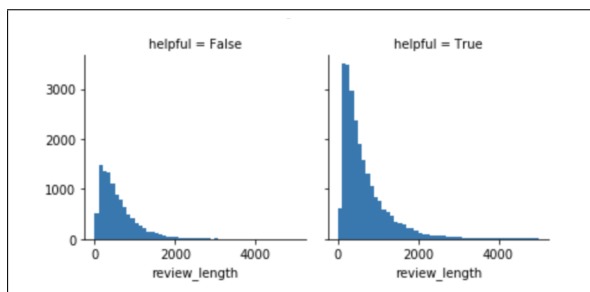 helpful = False
helpful = True
3000
2000
1000
0
0 2000 4000
0 2000 4000
review_length
review_length